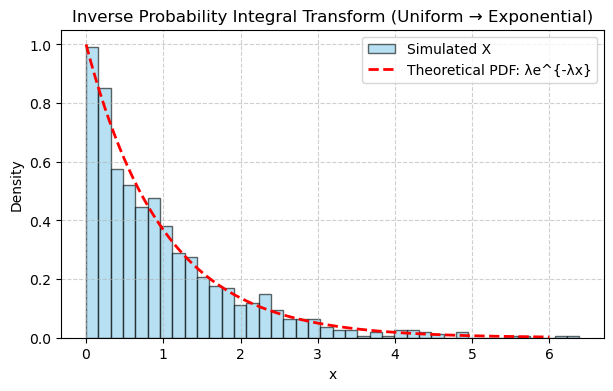 Inverse Probability Integral Transform (Uniform → Exponential)
Simulated X
Theoretical PDF: λe^{-λx}
Density
1.0
0.8
0.6
0.4
0.2
0.0
0 1 2 3 4 5 6
x